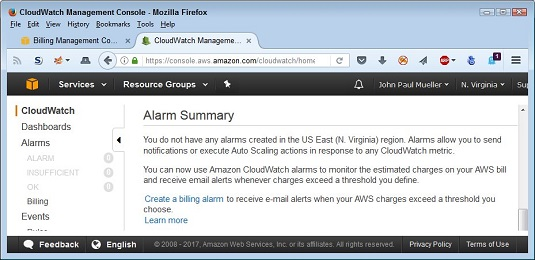 CloudWatch Management Console - Mozilla Firefox
File Edit View History Bookmarks Tools Help
Billing Management Co...
CloudWatch Manageme...
https://console.aws.amazon.com/cloudwatch/home
ABP
1
Services
Resource Groups
John Paul Mueller
N. Virginia
Sup
CloudWatch
Dashboards
Alarms
ALARM 0
INSUFFICIENT 0
OK 0
Billing
Events
Rules
Alarm Summary
You do not have any alarms created in the US East (N. Virginia) region. Alarms allow you to send
notifications or execute Auto Scaling actions in response to any CloudWatch metric.
You can now use Amazon CloudWatch alarms to monitor the estimated charges on your AWS bill
and receive email alerts whenever charges exceed a threshold you define.
Create a billing alarm to receive e-mail alerts when your AWS charges exceed a threshold you
choose.
Learn more
Feedback
English
© 2008 - 2017, Amazon Web Services, Inc. or its affiliates. All rights reserved.
Privacy Policy
Terms of Use